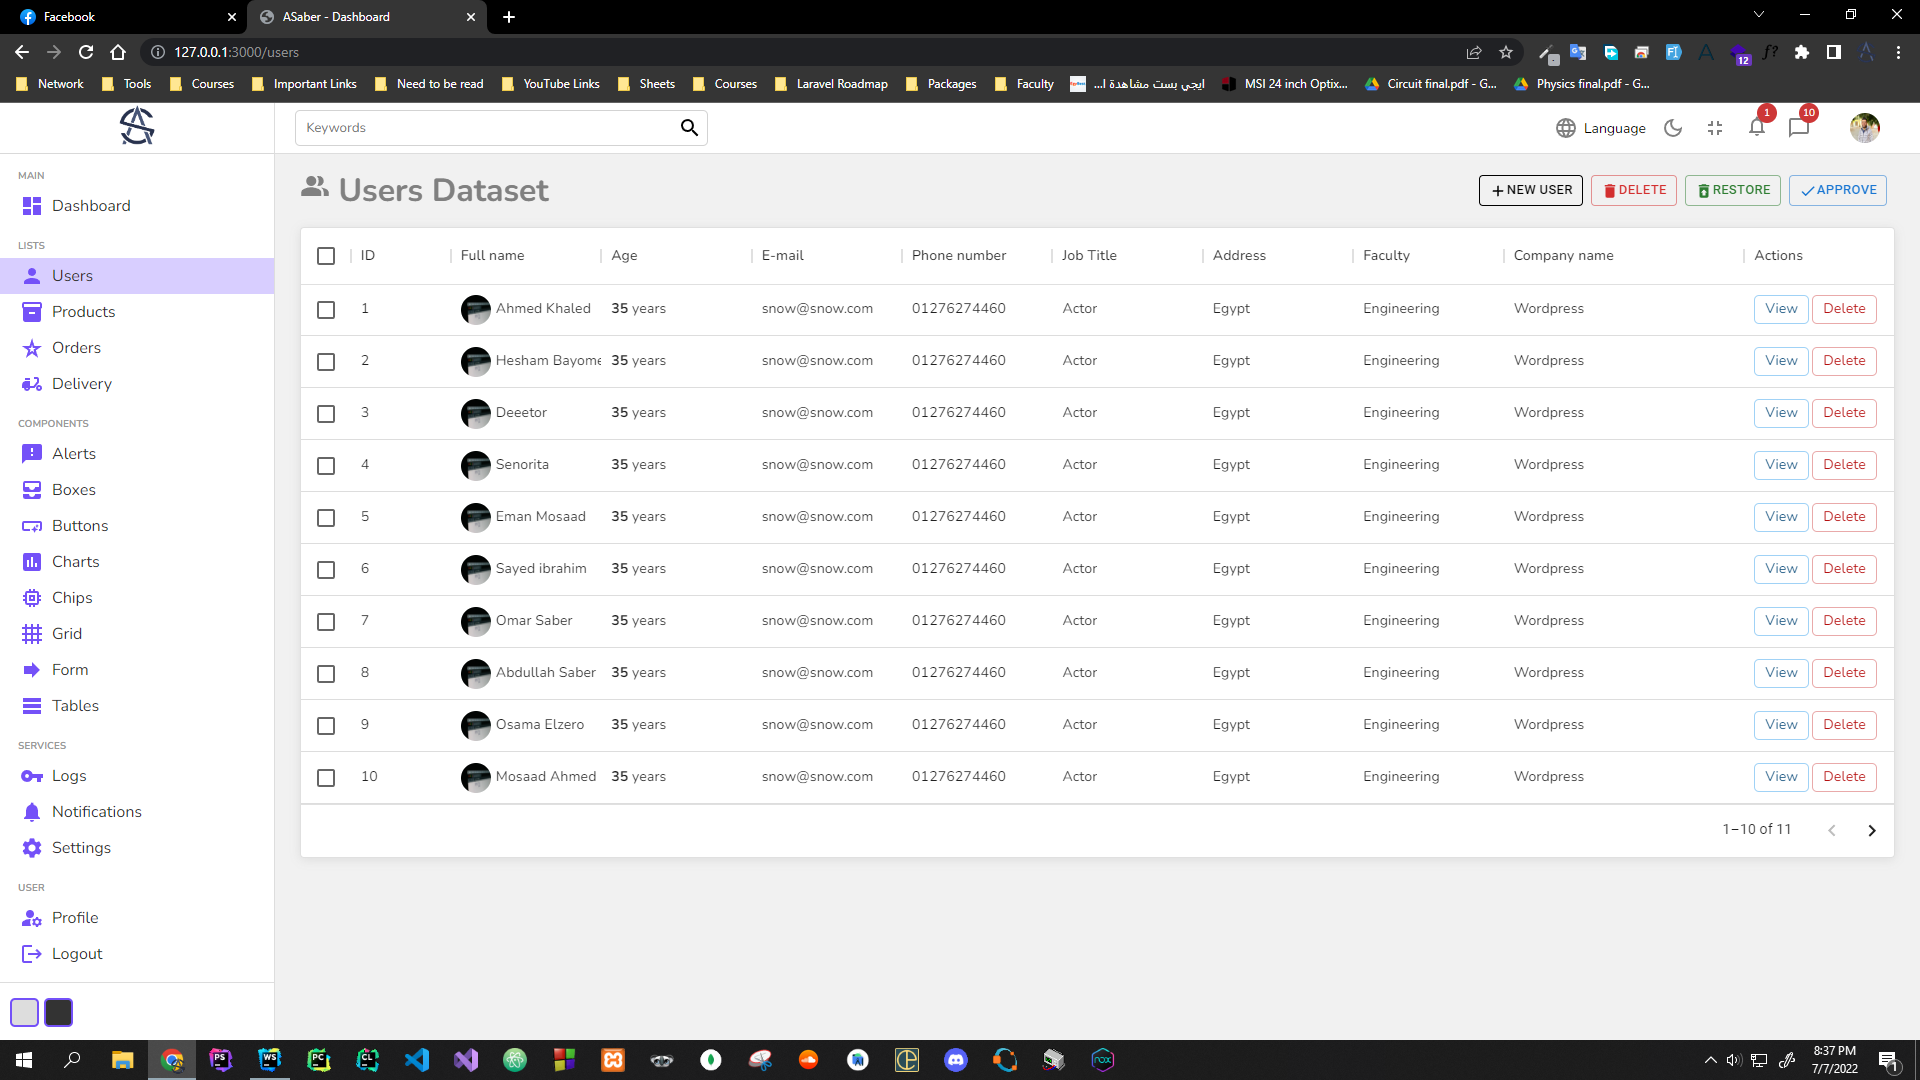 Facebook
ASaber - Dashboard
127.0.0.1:3000/users
12
Network Tools Courses Important Links Need to be read YouTube Links Sheets Courses Laravel Roadmap Packages Faculty ايجي بست مشاهدة ا... MSI 24 inch Optix... Circuit final.pdf - G... Physics final.pdf - G...
Keywords
Language
1
10
MAIN
Dashboard
LISTS
Users
Products
Orders
Delivery
COMPONENTS
Alerts
Boxes
Buttons
Charts
Chips
Grid
Form
Tables
SERVICES
Logs
Notifications
Settings
USER
Profile
Logout
Users Dataset
NEW USER DELETE RESTORE APPROVE
ID Full name Age E-mail Phone number Job Title Address Faculty Company name Actions
1 Ahmed Khaled 35 years snow@snow.com 01276274460 Actor Egypt Engineering Wordpress View Delete
2 Hesham Bayome 35 years snow@snow.com 01276274460 Actor Egypt Engineering Wordpress View Delete
3 Deeetor 35 years snow@snow.com 01276274460 Actor Egypt Engineering Wordpress View Delete
4 Senorita 35 years snow@snow.com 01276274460 Actor Egypt Engineering Wordpress View Delete
5 Eman Mosaad 35 years snow@snow.com 01276274460 Actor Egypt Engineering Wordpress View Delete
6 Sayed ibrahim 35 years snow@snow.com 01276274460 Actor Egypt Engineering Wordpress View Delete
7 Omar Saber 35 years snow@snow.com 01276274460 Actor Egypt Engineering Wordpress View Delete
8 Abdullah Saber 35 years snow@snow.com 01276274460 Actor Egypt Engineering Wordpress View Delete
9 Osama Elzero 35 years snow@snow.com 01276274460 Actor Egypt Engineering Wordpress View Delete
10 Mosaad Ahmed 35 years snow@snow.com 01276274460 Actor Egypt Engineering Wordpress View Delete
1–10 of 11
PS WS PC CL
8:37 PM
7/7/2022
1